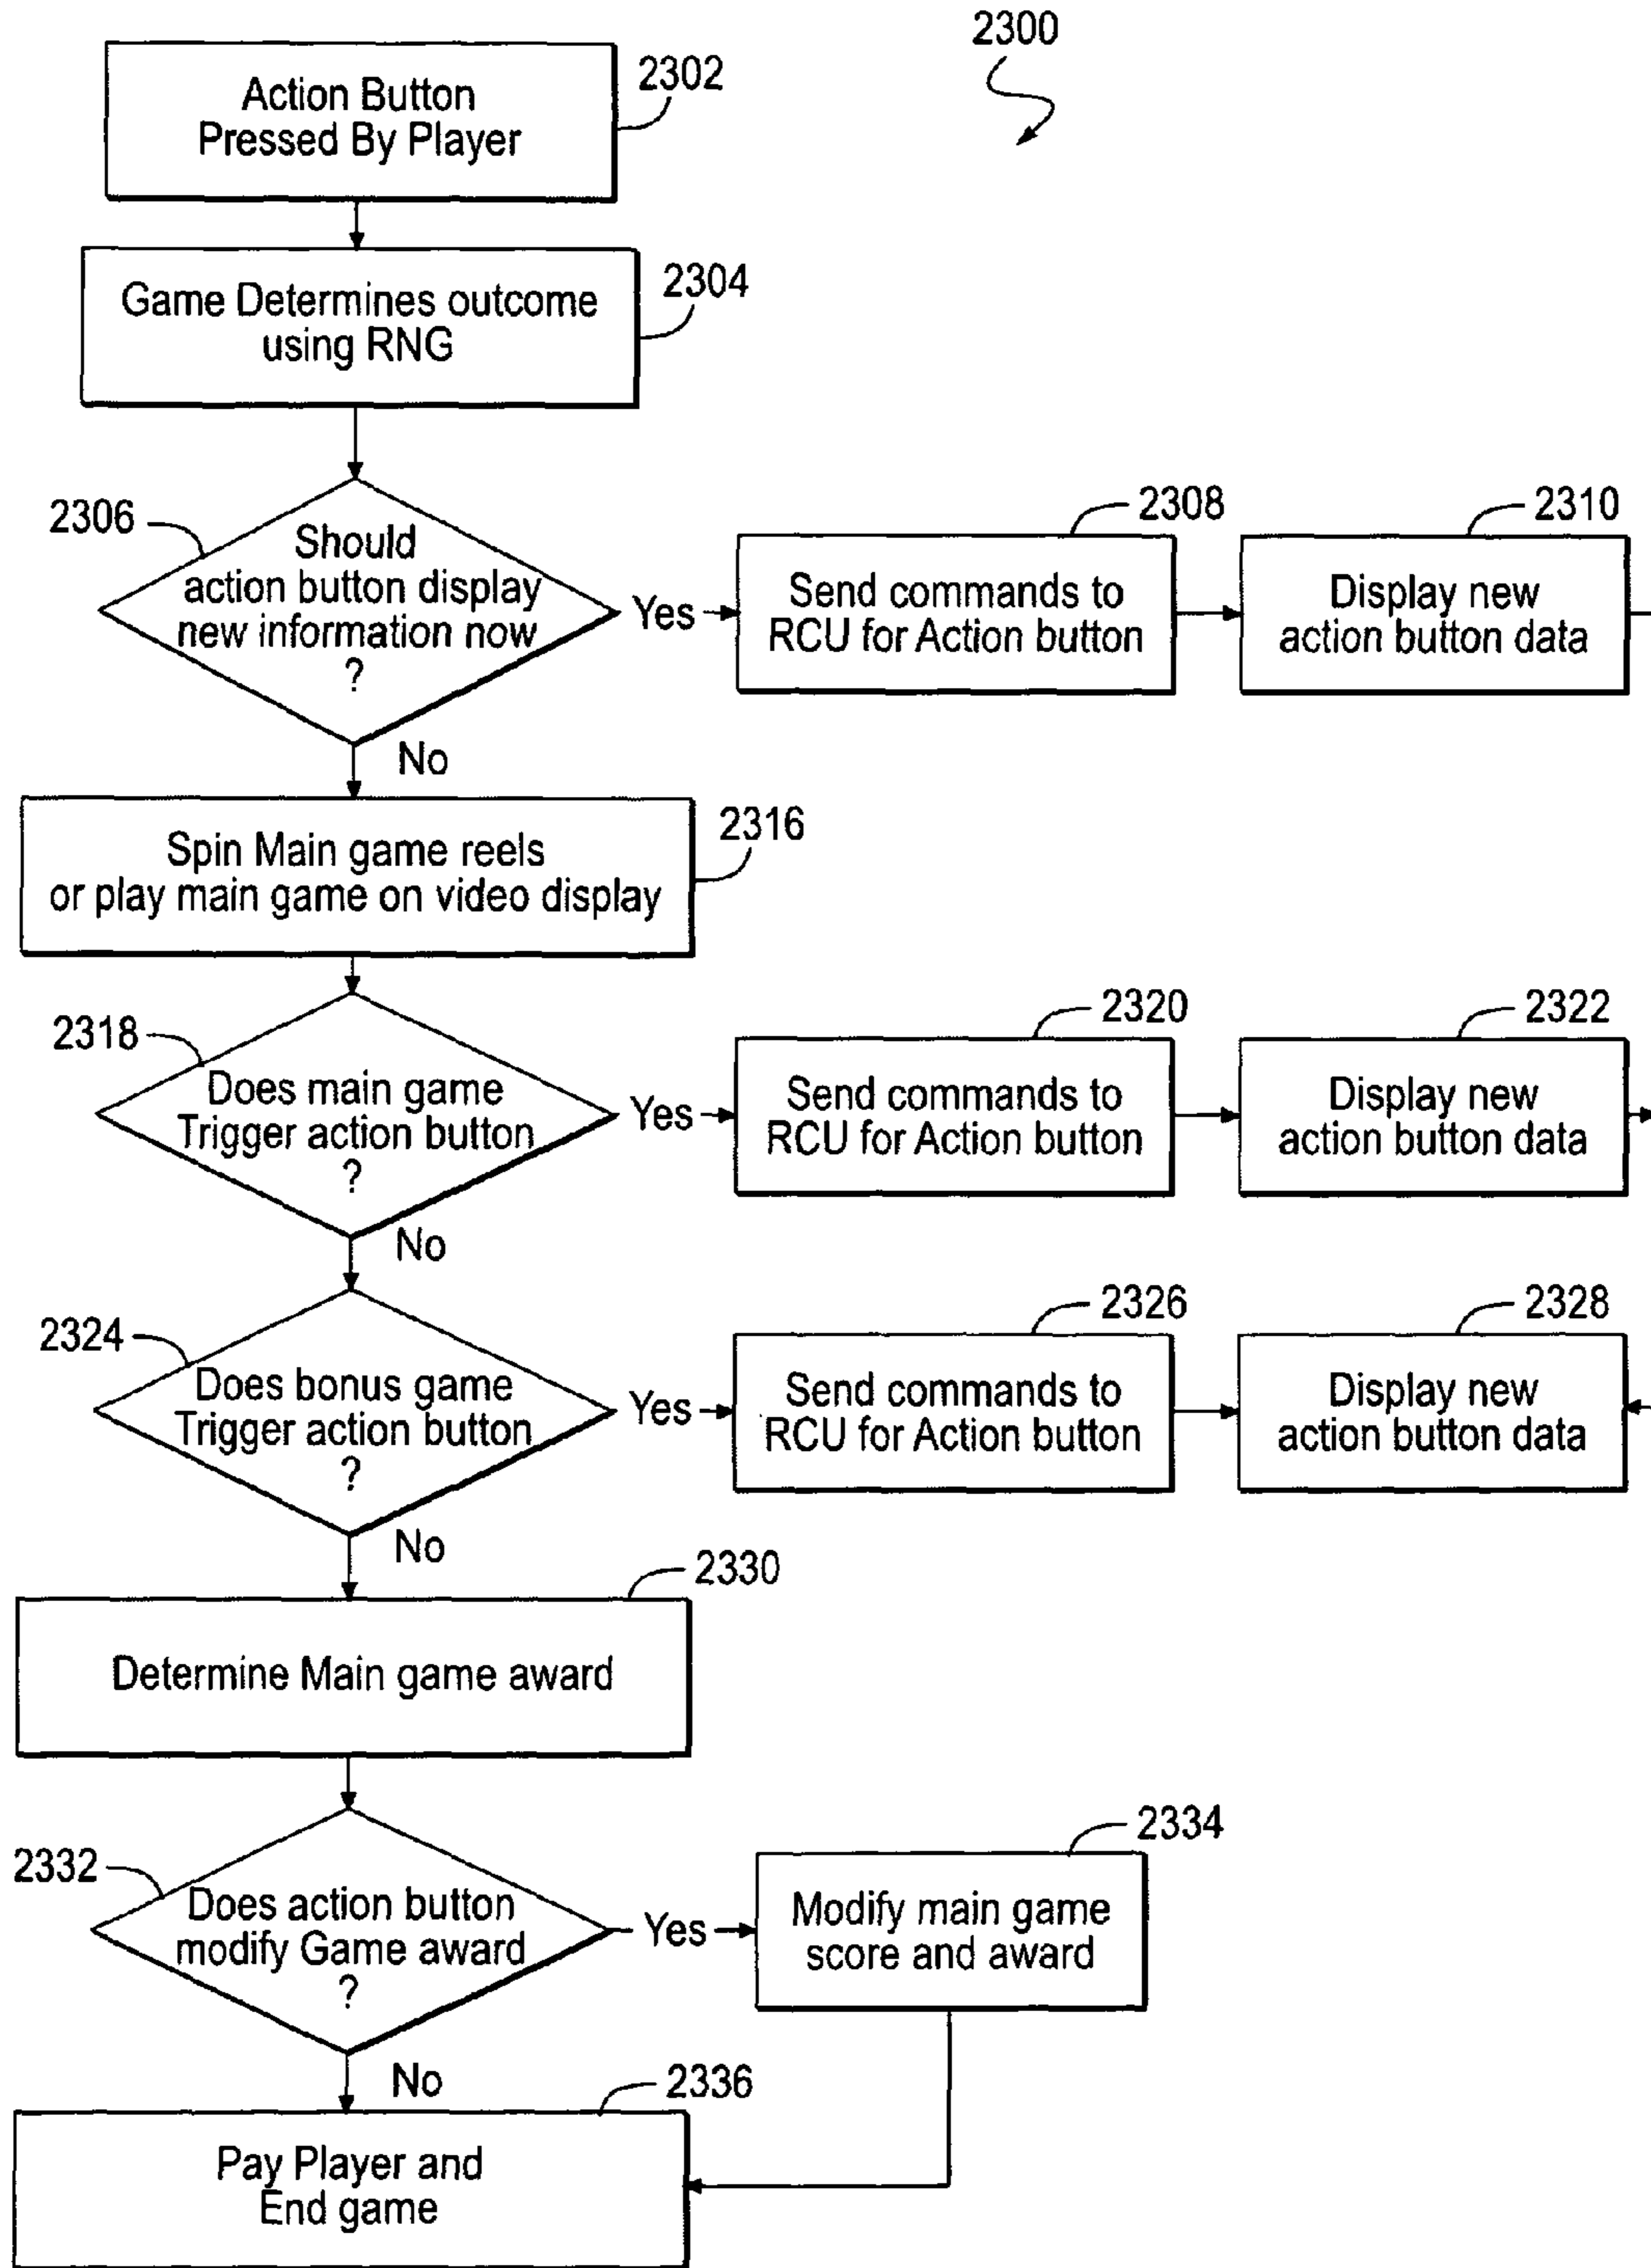 2300
Action Button
Pressed By Player
2302
Game Determines outcome
using RNG
2304
2306
Should
action button display
new information now
?
Yes
2308
Send commands to
RCU for Action button
2310
Display new
action button data
No
Spin Main game reels
or play main game on video display
2316
2318
Does main game
Trigger action button
?
Yes
2320
Send commands to
RCU for Action button
2322
Display new
action button data
No
2324
Does bonus game
Trigger action button
?
Yes
2326
Send commands to
RCU for Action button
2328
Display new
action button data
No
2330
Determine Main game award
2332
Does action button
modify Game award
?
Yes
2334
Modify main game
score and award
No
2336
Pay Player and
End game